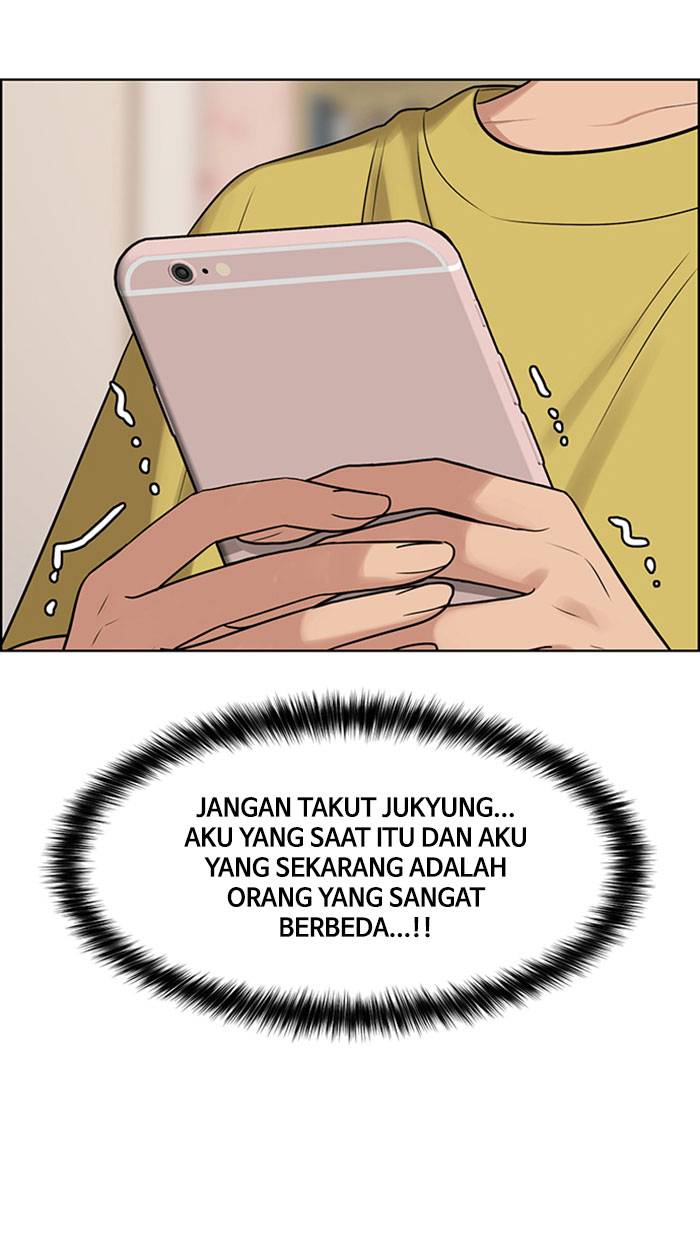 JANGAN TAKUT JUKYUNG...
AKU YANG SAAT ITU DAN AKU
YANG SEKARANG ADALAH
ORANG YANG SANGAT
BERBEDA...!!